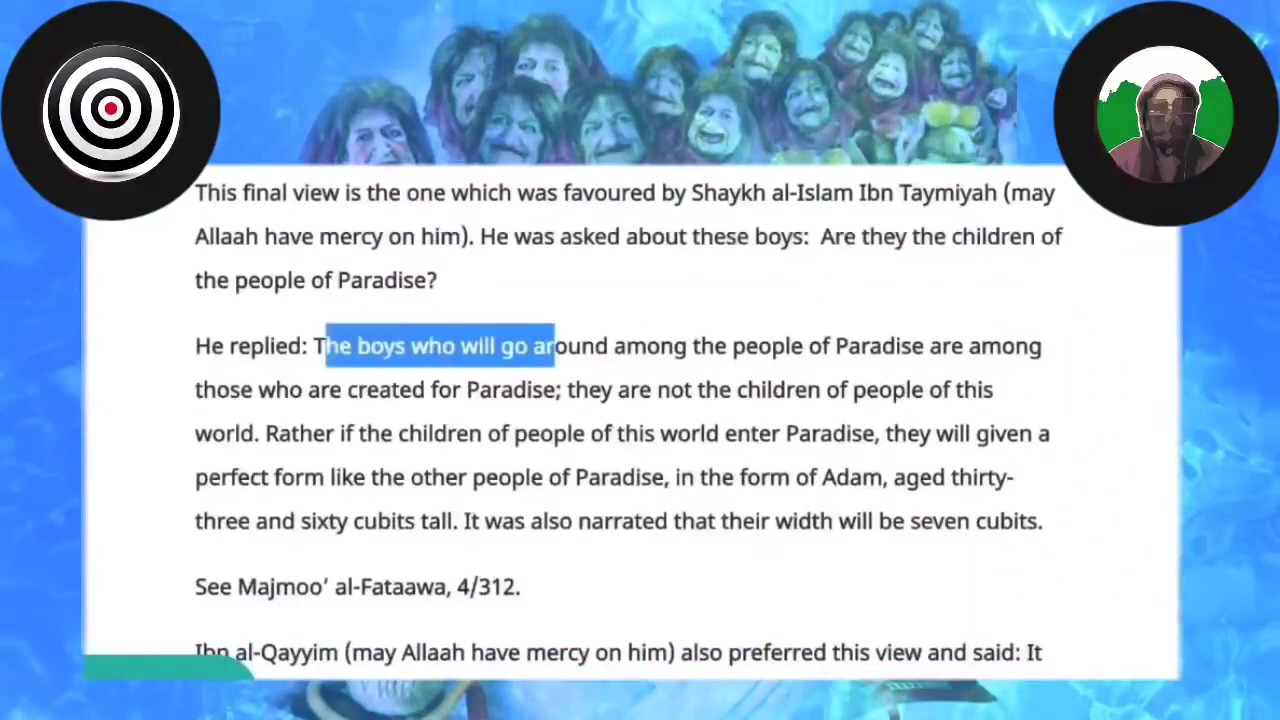 This final view is the one which was favoured by Shaykh al-Islam Ibn Taymiyah (may
Allaah have mercy on him). He was asked about these boys: Are they the children of
the people of Paradise?
He replied: The boys who will go around among the people of Paradise are among
those who are created for Paradise; they are not the children of people of this
world. Rather if the children of people of this world enter Paradise, they will given a
perfect form like the other people of Paradise, in the form of Adam, aged thirty-
three and sixty cubits tall. It was also narrated that their width will be seven cubits.
See Majmoo’ al-Fataawa, 4/312.
Ibn al-Qayyim (may Allaah have mercy on him) also preferred this view and said: It